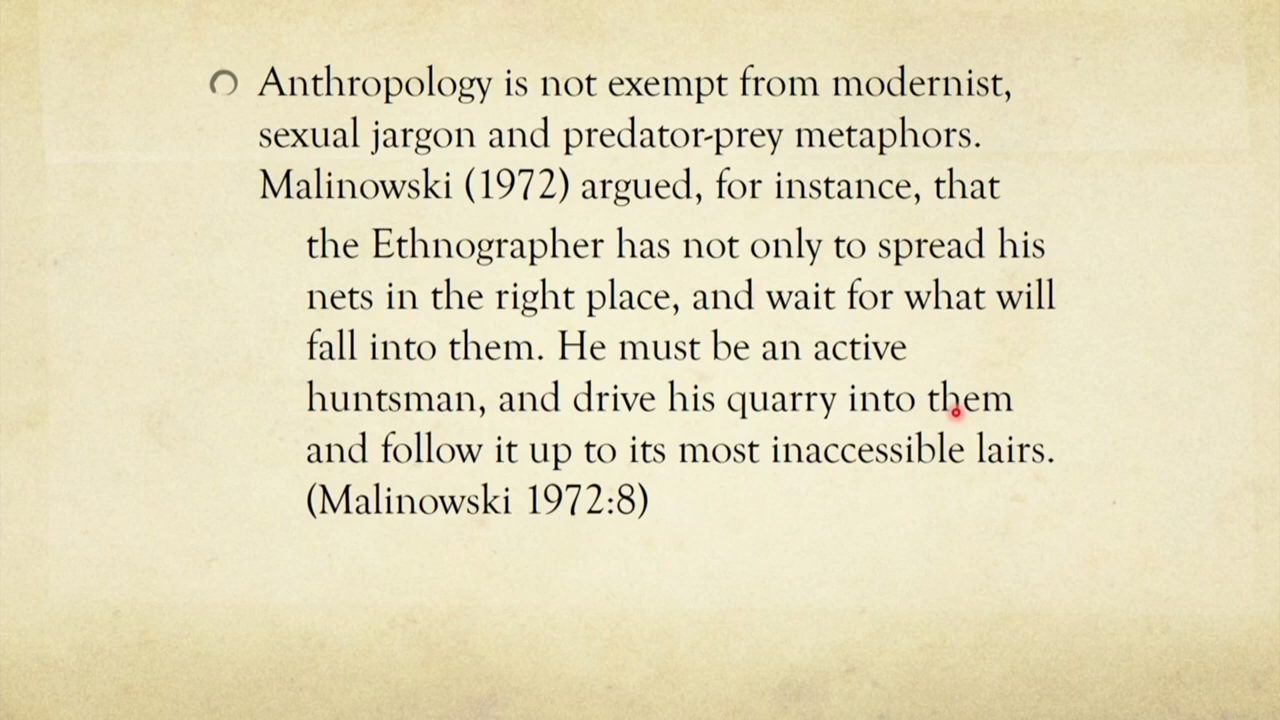 Anthropology is not exempt from modernist,
sexual jargon and predator-prey metaphors.
Malinowski (1972) argued, for instance, that
the Ethnographer has not only to spread his
nets in the right place, and wait for what will
fall into them. He must be an active
huntsman, and drive his quarry into them
and follow it up to its most inaccessible lairs.
(Malinowski 1972:8)